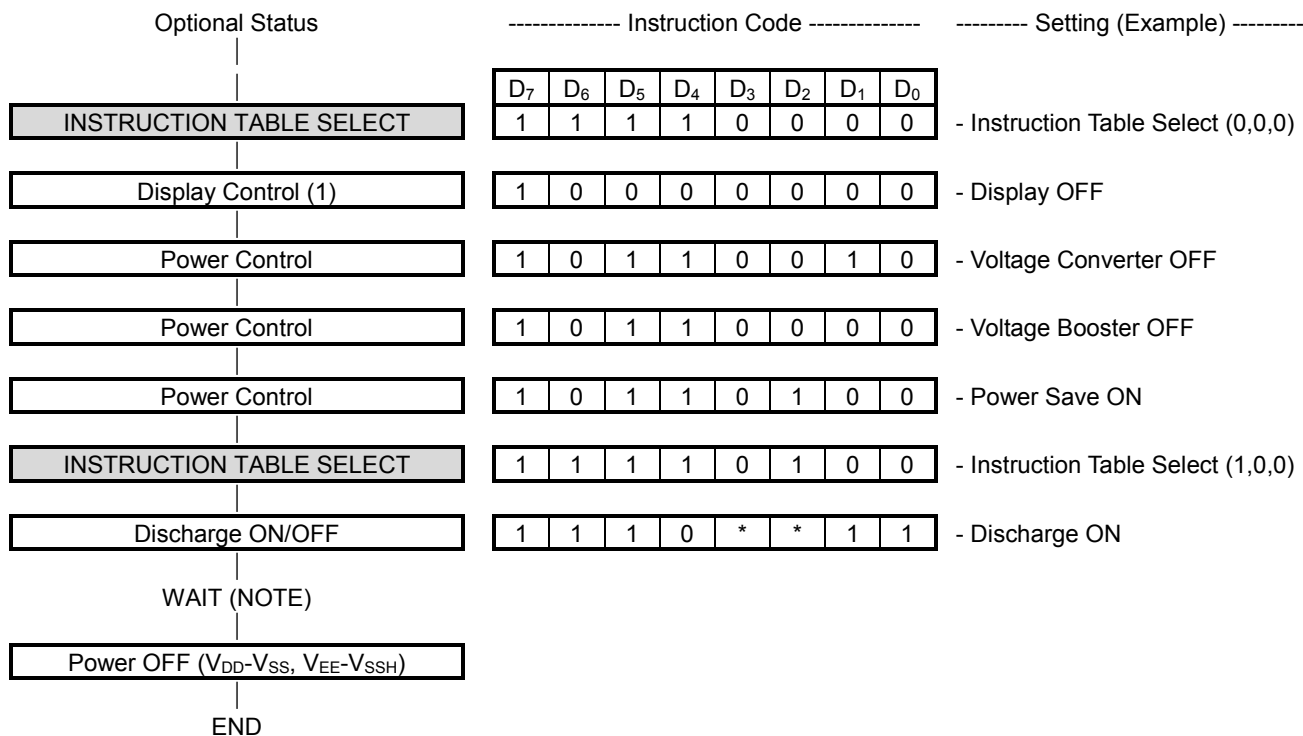 Optional Status -------------- Instruction Code -------------- --------- Setting (Example) ---------
D7 D6 D5 D4 D3 D2 D1 D0
INSTRUCTION TABLE SELECT 1 1 1 1 0 0 0 0 - Instruction Table Select (0,0,0)
Display Control (1) 1 0 0 0 0 0 0 0 - Display OFF
Power Control 1 0 1 1 0 0 1 0 - Voltage Converter OFF
Power Control 1 0 1 1 0 0 0 0 - Voltage Booster OFF
Power Control 1 0 1 1 0 1 0 0 - Power Save ON
INSTRUCTION TABLE SELECT 1 1 1 1 0 1 0 0 - Instruction Table Select (1,0,0)
Discharge ON/OFF 1 1 1 0 * * 1 1 - Discharge ON
WAIT (NOTE)
Power OFF (VDD-VSS, VEE-VSSH)
END